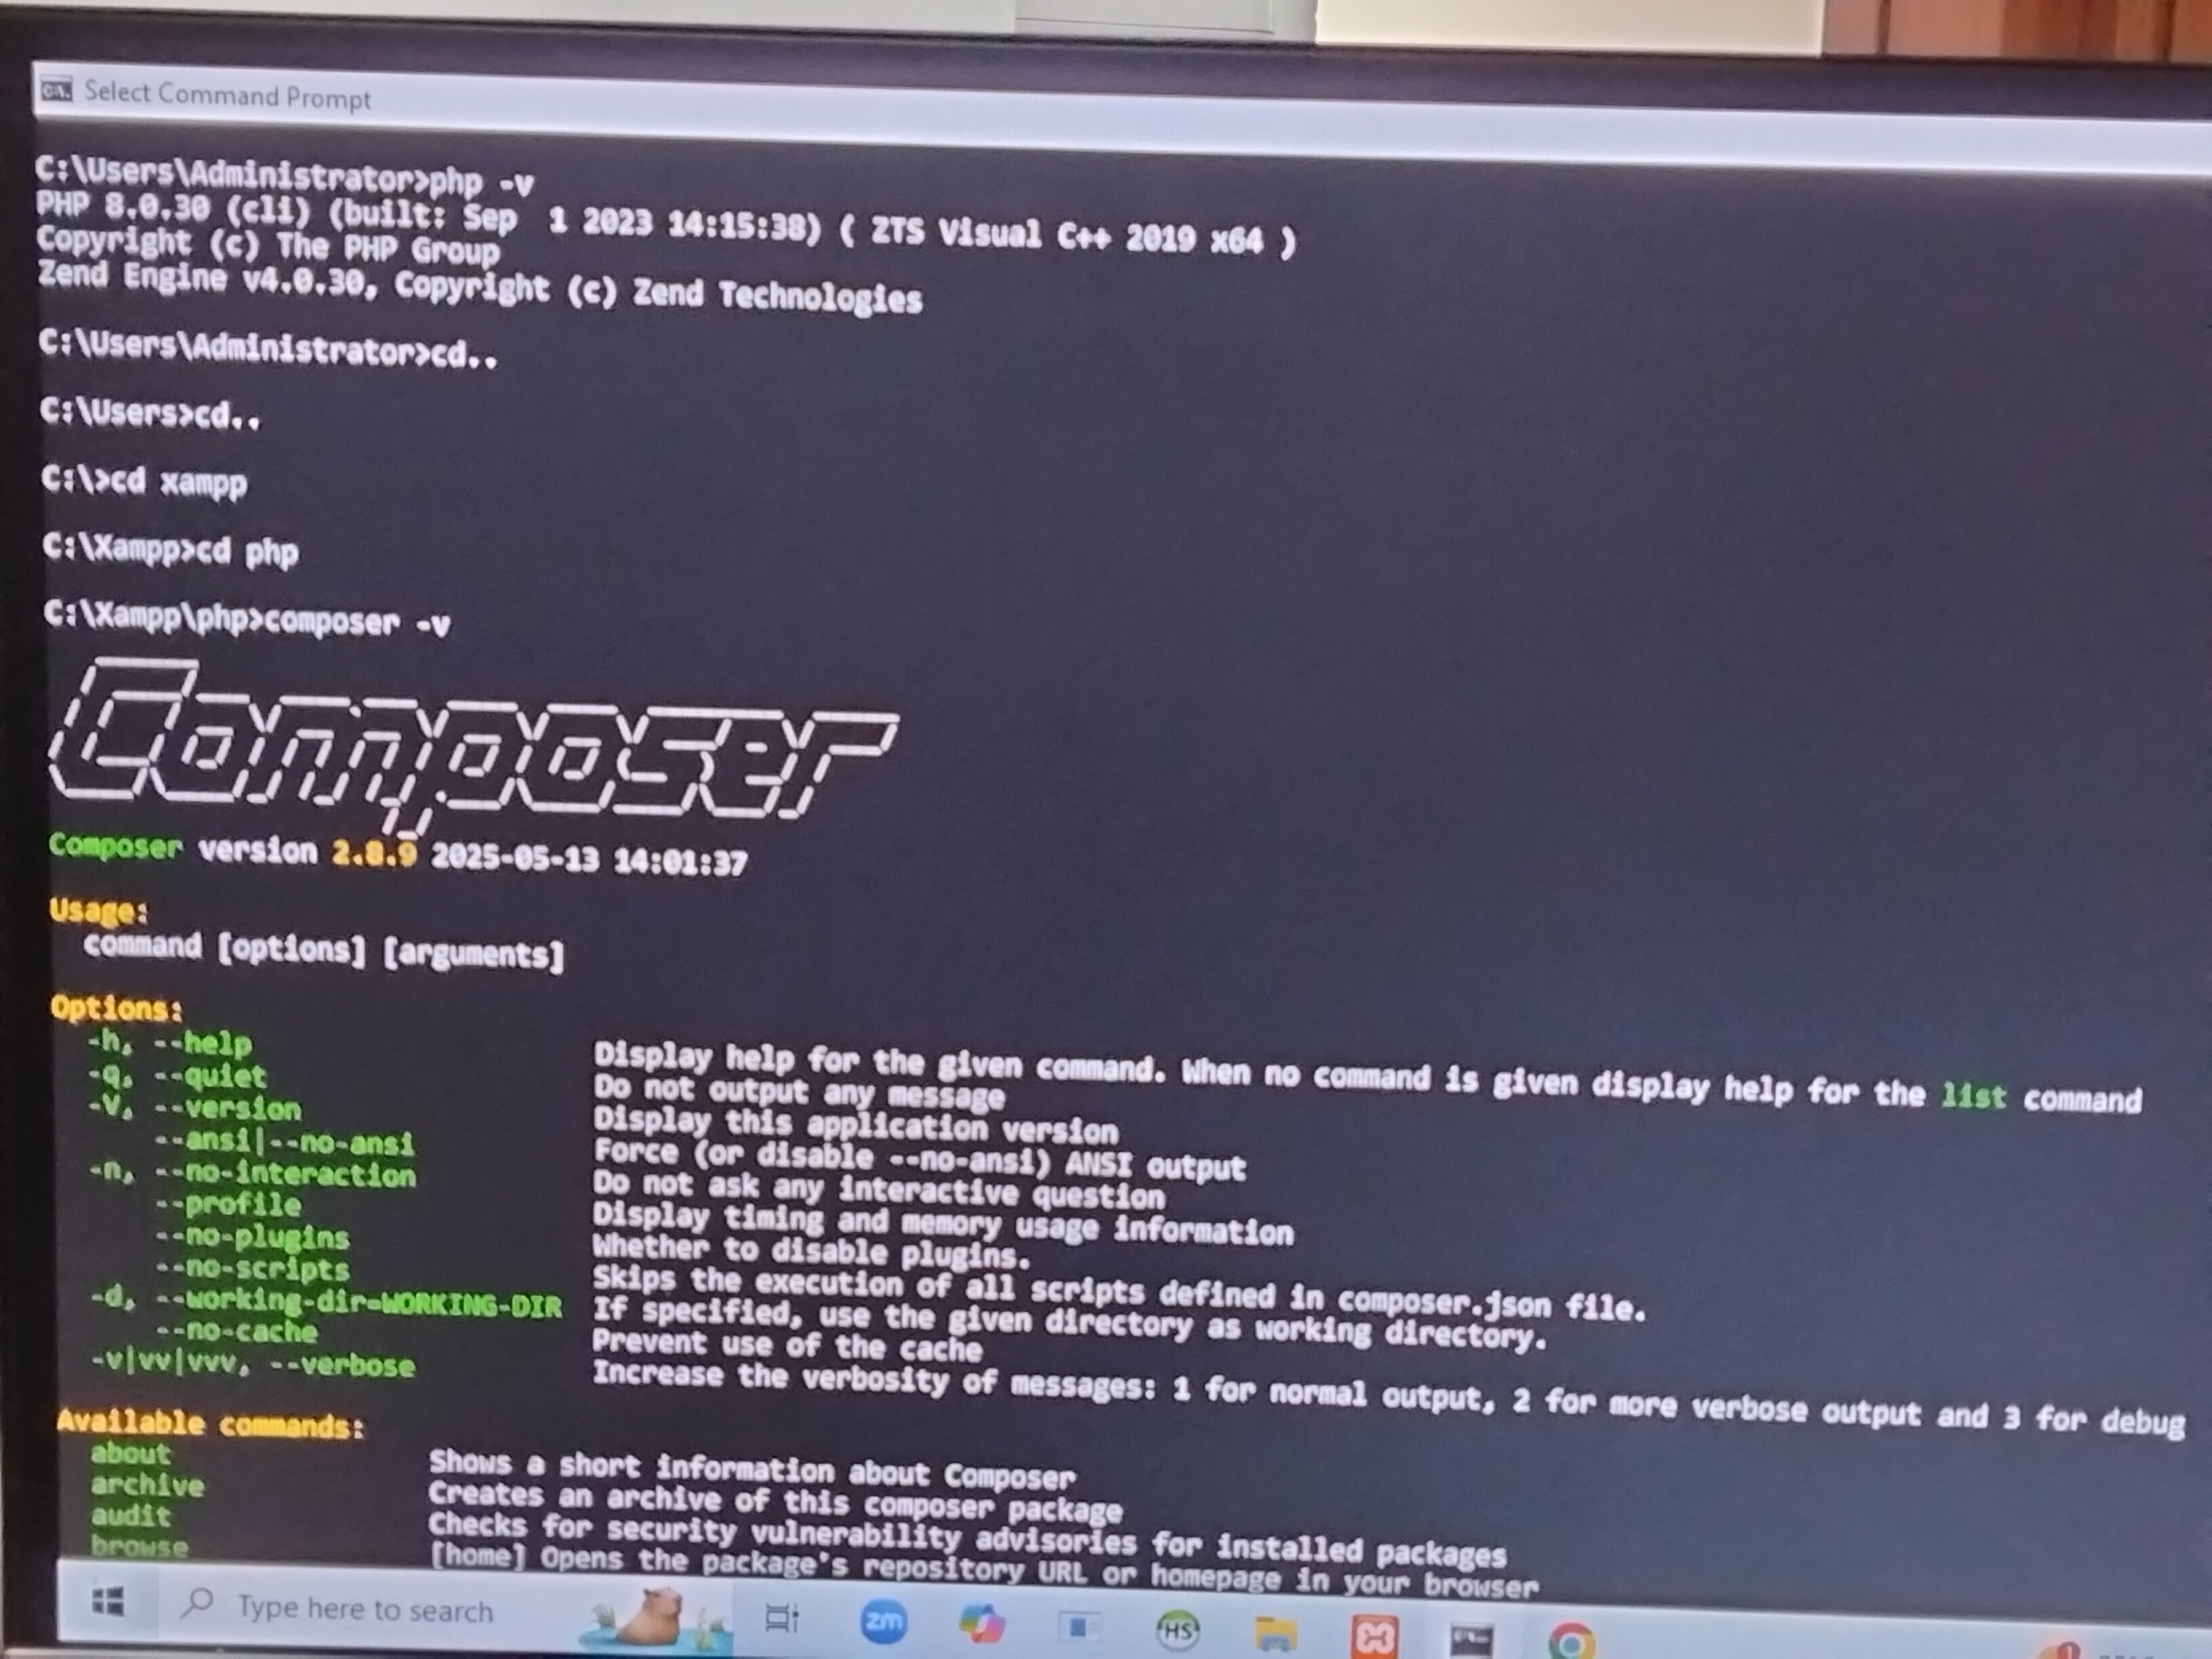 Select Command Prompt
C:\Users\Administrator>php -v
PHP 8.0.30 (cli) (built: Sep  1 2023 14:15:38) ( ZTS Visual C++ 2019 x64 )
Copyright (c) The PHP Group
Zend Engine v4.0.30, Copyright (c) Zend Technologies
C:\Users\Administrator>cd..
C:\Users>cd..
C:\>cd xampp
C:\Xampp>cd php
C:\Xampp\php>composer -v
Composer
Composer version 2.8.9 2025-05-13 14:01:37
Usage:
command [options] [arguments]
Options:
-h, --help Display help for the given command. When no command is given display help for the list command
-q, --quiet Do not output any message
-V, --version Display this application version
--ansi|--no-ansi Force (or disable --no-ansi) ANSI output
-n, --no-interaction Do not ask any interactive question
--profile Display timing and memory usage information
--no-plugins Whether to disable plugins.
--no-scripts Skips the execution of all scripts defined in composer.json file.
-d, --working-dir=WORKING-DIR If specified, use the given directory as working directory.
--no-cache Prevent use of the cache
-v|vv|vvv, --verbose Increase the verbosity of messages: 1 for normal output, 2 for more verbose output and 3 for debug
Available commands:
about Shows a short information about Composer
archive Creates an archive of this composer package
audit Checks for security vulnerability advisories for installed packages
browse [home] Opens the package's repository URL or homepage in your browser
Type here to search
zm
HS